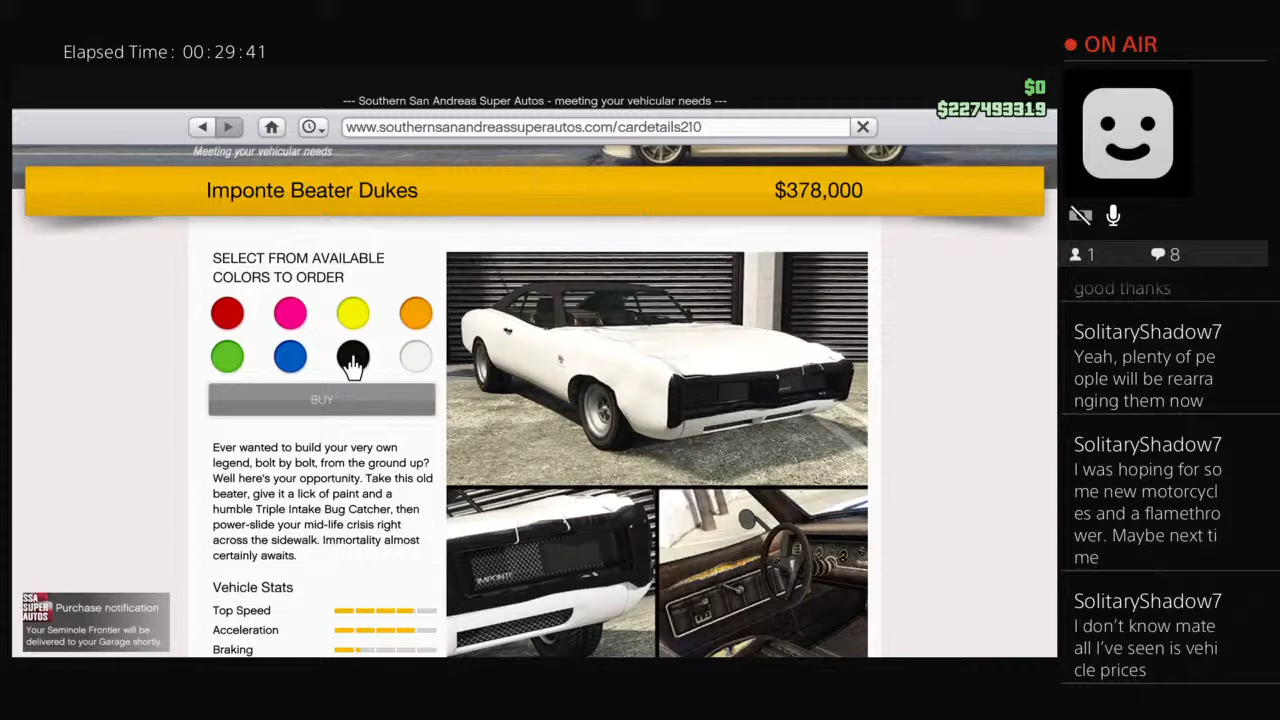 Elapsed Time: 00:29:41
ON AIR
$0
$227493319
--- Southern San Andreas Super Autos - meeting your vehicular needs ---
www.southernsanandreassuperautos.com/cardetails210
Meeting your vehicular needs
Imponte Beater Dukes $378,000
SELECT FROM AVAILABLE
COLORS TO ORDER
BUY
Ever wanted to build your very own
legend, bolt by bolt, from the ground up?
Well here's your opportunity. Take this old
beater, give it a lick of paint and a
humble Triple Intake Bug Catcher, then
power-slide your mid-life crisis right
across the sidewalk. Immortality almost
certainly awaits.
Vehicle Stats
Top Speed
Acceleration
Braking
IMPONTE
SSA
SUPER
AUTOS
Purchase notification
Your Seminole Frontier will be
delivered to your Garage shortly.
1 8
good thanks
SolitaryShadow7
Yeah, plenty of pe
ople will be rearra
nging them now
SolitaryShadow7
I was hoping for so
me new motorcycl
es and a flamethro
wer. Maybe next ti
me
SolitaryShadow7
I don't know mate
all I've seen is vehi
cle prices